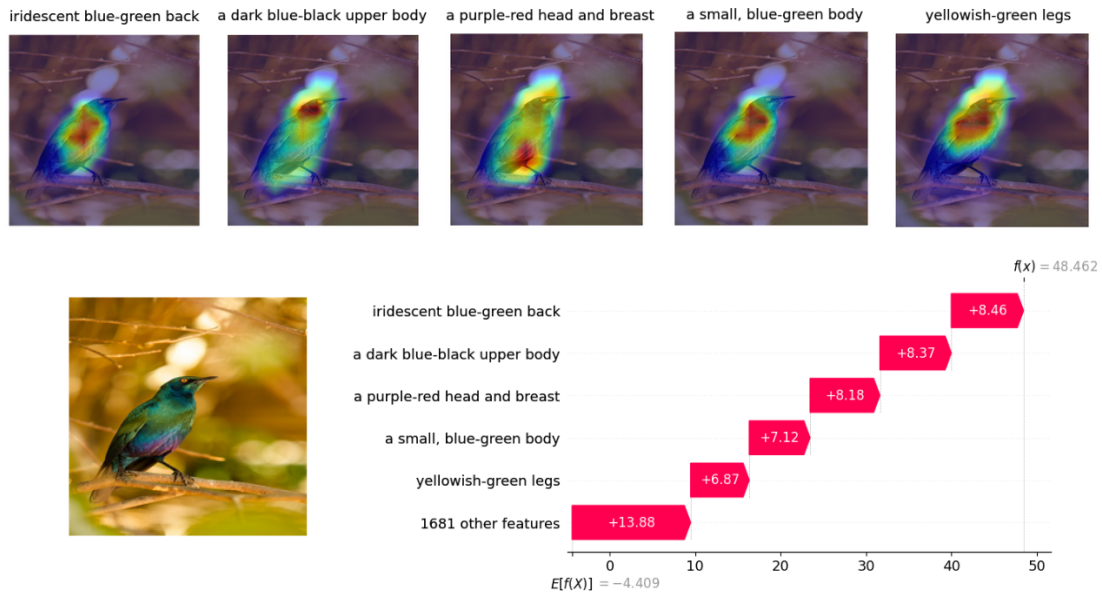 iridescent blue-green back
a dark blue-black upper body
a purple-red head and breast
a small, blue-green body
yellowish-green legs
f(x) = 48.462
iridescent blue-green back +8.46
a dark blue-black upper body +8.37
a purple-red head and breast +8.18
a small, blue-green body +7.12
yellowish-green legs +6.87
1681 other features +13.88
0 10 20 30 40 50
E[f(X)] = −4.409